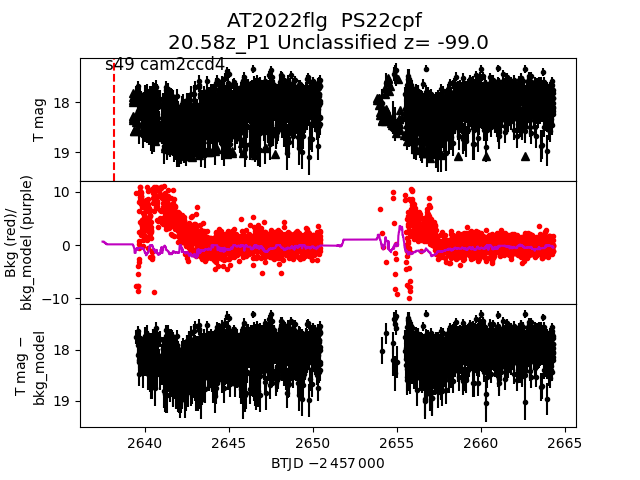 AT2022flg PS22cpf
20.58z_P1 Unclassified z= -99.0
s49 cam2ccd4
T mag
18
19
Bkg (red)/
bkg_model (purple)
10
0
−10
T mag −
bkg_model
18
19
2640 2645 2650 2655 2660 2665
BTJD −2 457 000